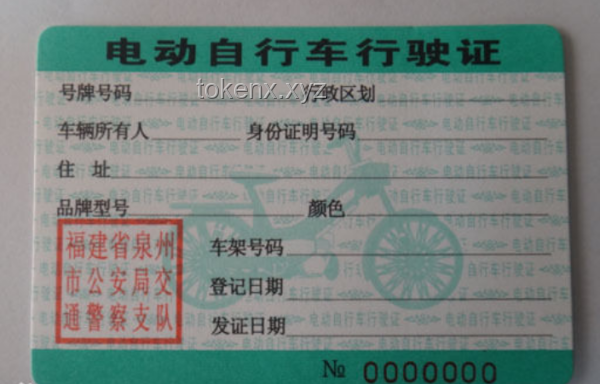 电动自行车行驶证
号牌号码 行政区划
tokenx.xyz
车辆所有人 身份证明号码
住 址
品牌型号 颜色
福建省泉州
市公安局交
通警察支队
车架号码
登记日期
发证日期
№ 0000000